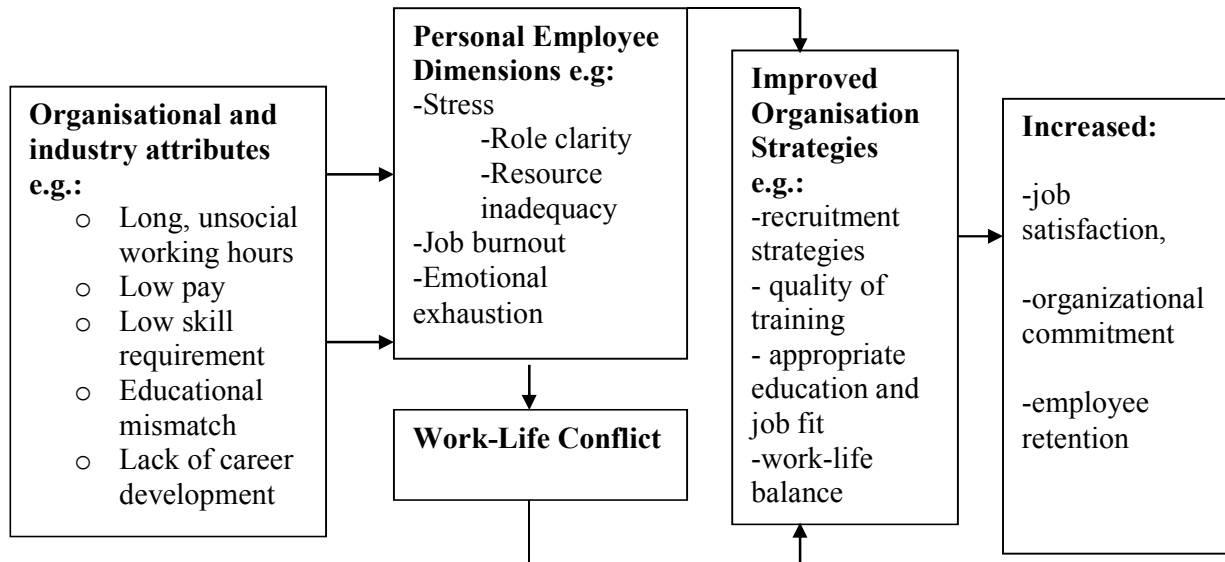 Organisational and
industry attributes
e.g.:
o Long, unsocial
working hours
o Low pay
o Low skill
requirement
o Educational
mismatch
o Lack of career
development
Personal Employee
Dimensions e.g:
-Stress
-Role clarity
-Resource
inadequacy
-Job burnout
-Emotional
exhaustion
Work-Life Conflict
Improved
Organisation
Strategies
e.g.:
-recruitment
strategies
- quality of
training
- appropriate
education and
job fit
-work-life
balance
Increased:
-job
satisfaction,
-organizational
commitment
-employee
retention